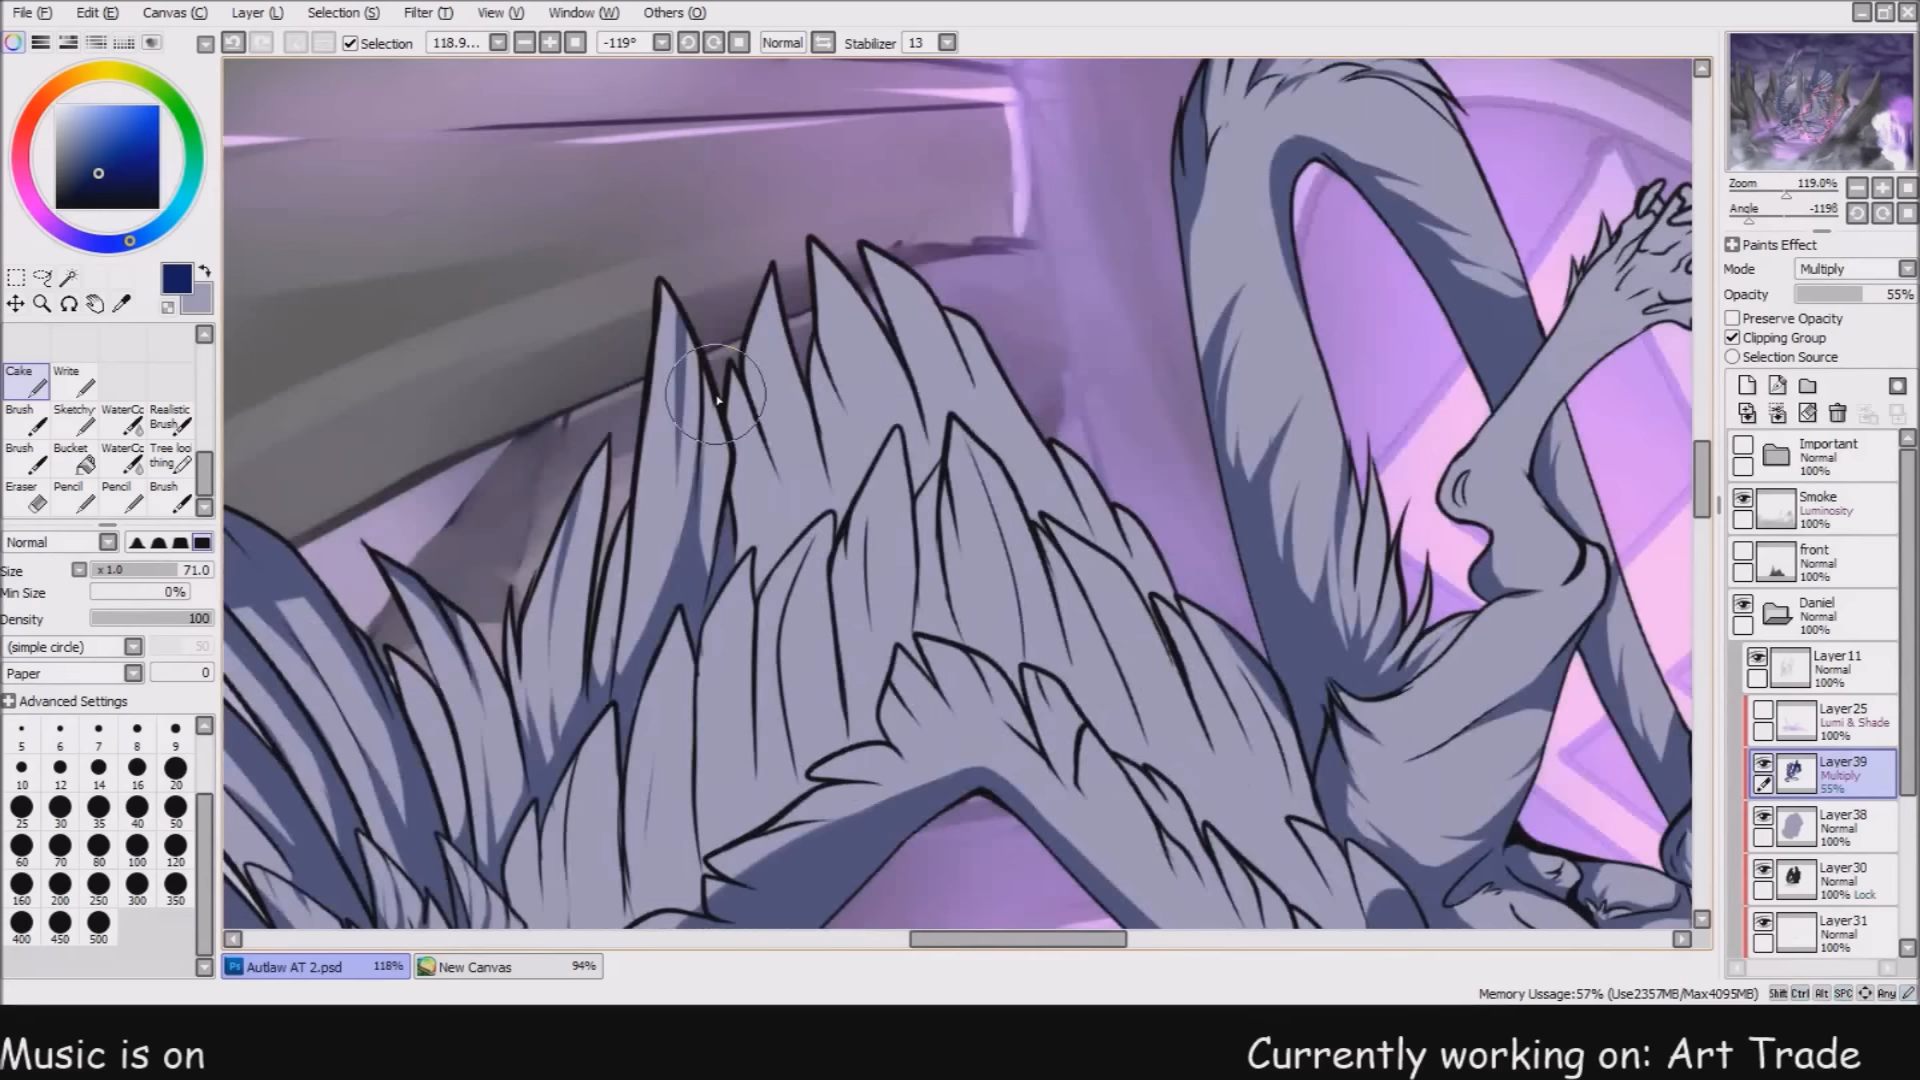 File (F) Edit (E) Canvas (C) Layer (L) Selection (S) Filter (T) View (V) Window (W) Others (O)
Selection 118.9... -119° Normal Stabilizer 13
Zoom 119.0%
Angle -119§
Paints Effect
Mode Multiply
Opacity 55%
Preserve Opacity
Clipping Group
Selection Source
Cake Write
Brush Sketchy WaterCo Realistic Brush
Brush Bucket WaterCo Tree loo thing
Eraser Pencil Pencil Brush
Normal
Size x 1.0 71.0
Min Size 0%
Density 100
(simple circle) 50
Paper 0
Advanced Settings
5 6 7 8 9
10 12 14 16 20
25 30 35 40 50
60 70 80 100 120
160 200 250 300 350
400 450 500
Important
Normal
100%
Smoke
Luminosity
100%
front
Normal
100%
Daniel
Normal
100%
Layer11
Normal
100%
Layer25
Lumi & Shade
100%
Layer39
Multiply
55%
Layer38
Normal
100%
Layer30
Normal
100% Lock
Layer31
Normal
100%
Ps Autlaw AT 2.psd 118% New Canvas 94%
Memory Ussage:57% (Use2357MB/Max4095MB) Shift Ctrl Alt SPC Any
Music is on
Currently working on: Art Trade